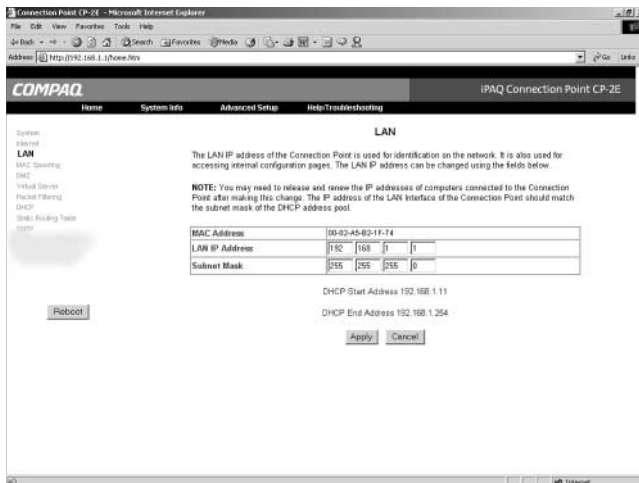 Connection Point CP-2E - Microsoft Internet Explorer
File Edit View Favorites Tools Help
Back Search Favorites Media
Address http://192.168.1.1/home.htm Go Links
COMPAQ iPAQ Connection Point CP-2E
Home System Info Advanced Setup Help/Troubleshooting
System
Internet
LAN
MAC Spoofing
DMZ
Virtual Server
Packet Filtering
DHCP
Static Routing Table
LAN
The LAN IP address of the Connection Point is used for identification on the network. It is also used for
accessing internal configuration pages. The LAN IP address can be changed using the fields below.
NOTE: You may need to release and renew the IP addresses of computers connected to the Connection
Point after making this change. The IP address of the LAN Interface of the Connection Point should match
the subnet mask of the DHCP address pool.
MAC Address 00-02-A5-B2-1F-74
LAN IP Address 192 168 1 1
Subnet Mask 255 255 255 0
DHCP Start Address 192.168.1.11
DHCP End Address 192.168.1.254
Reboot
Apply Cancel
Internet